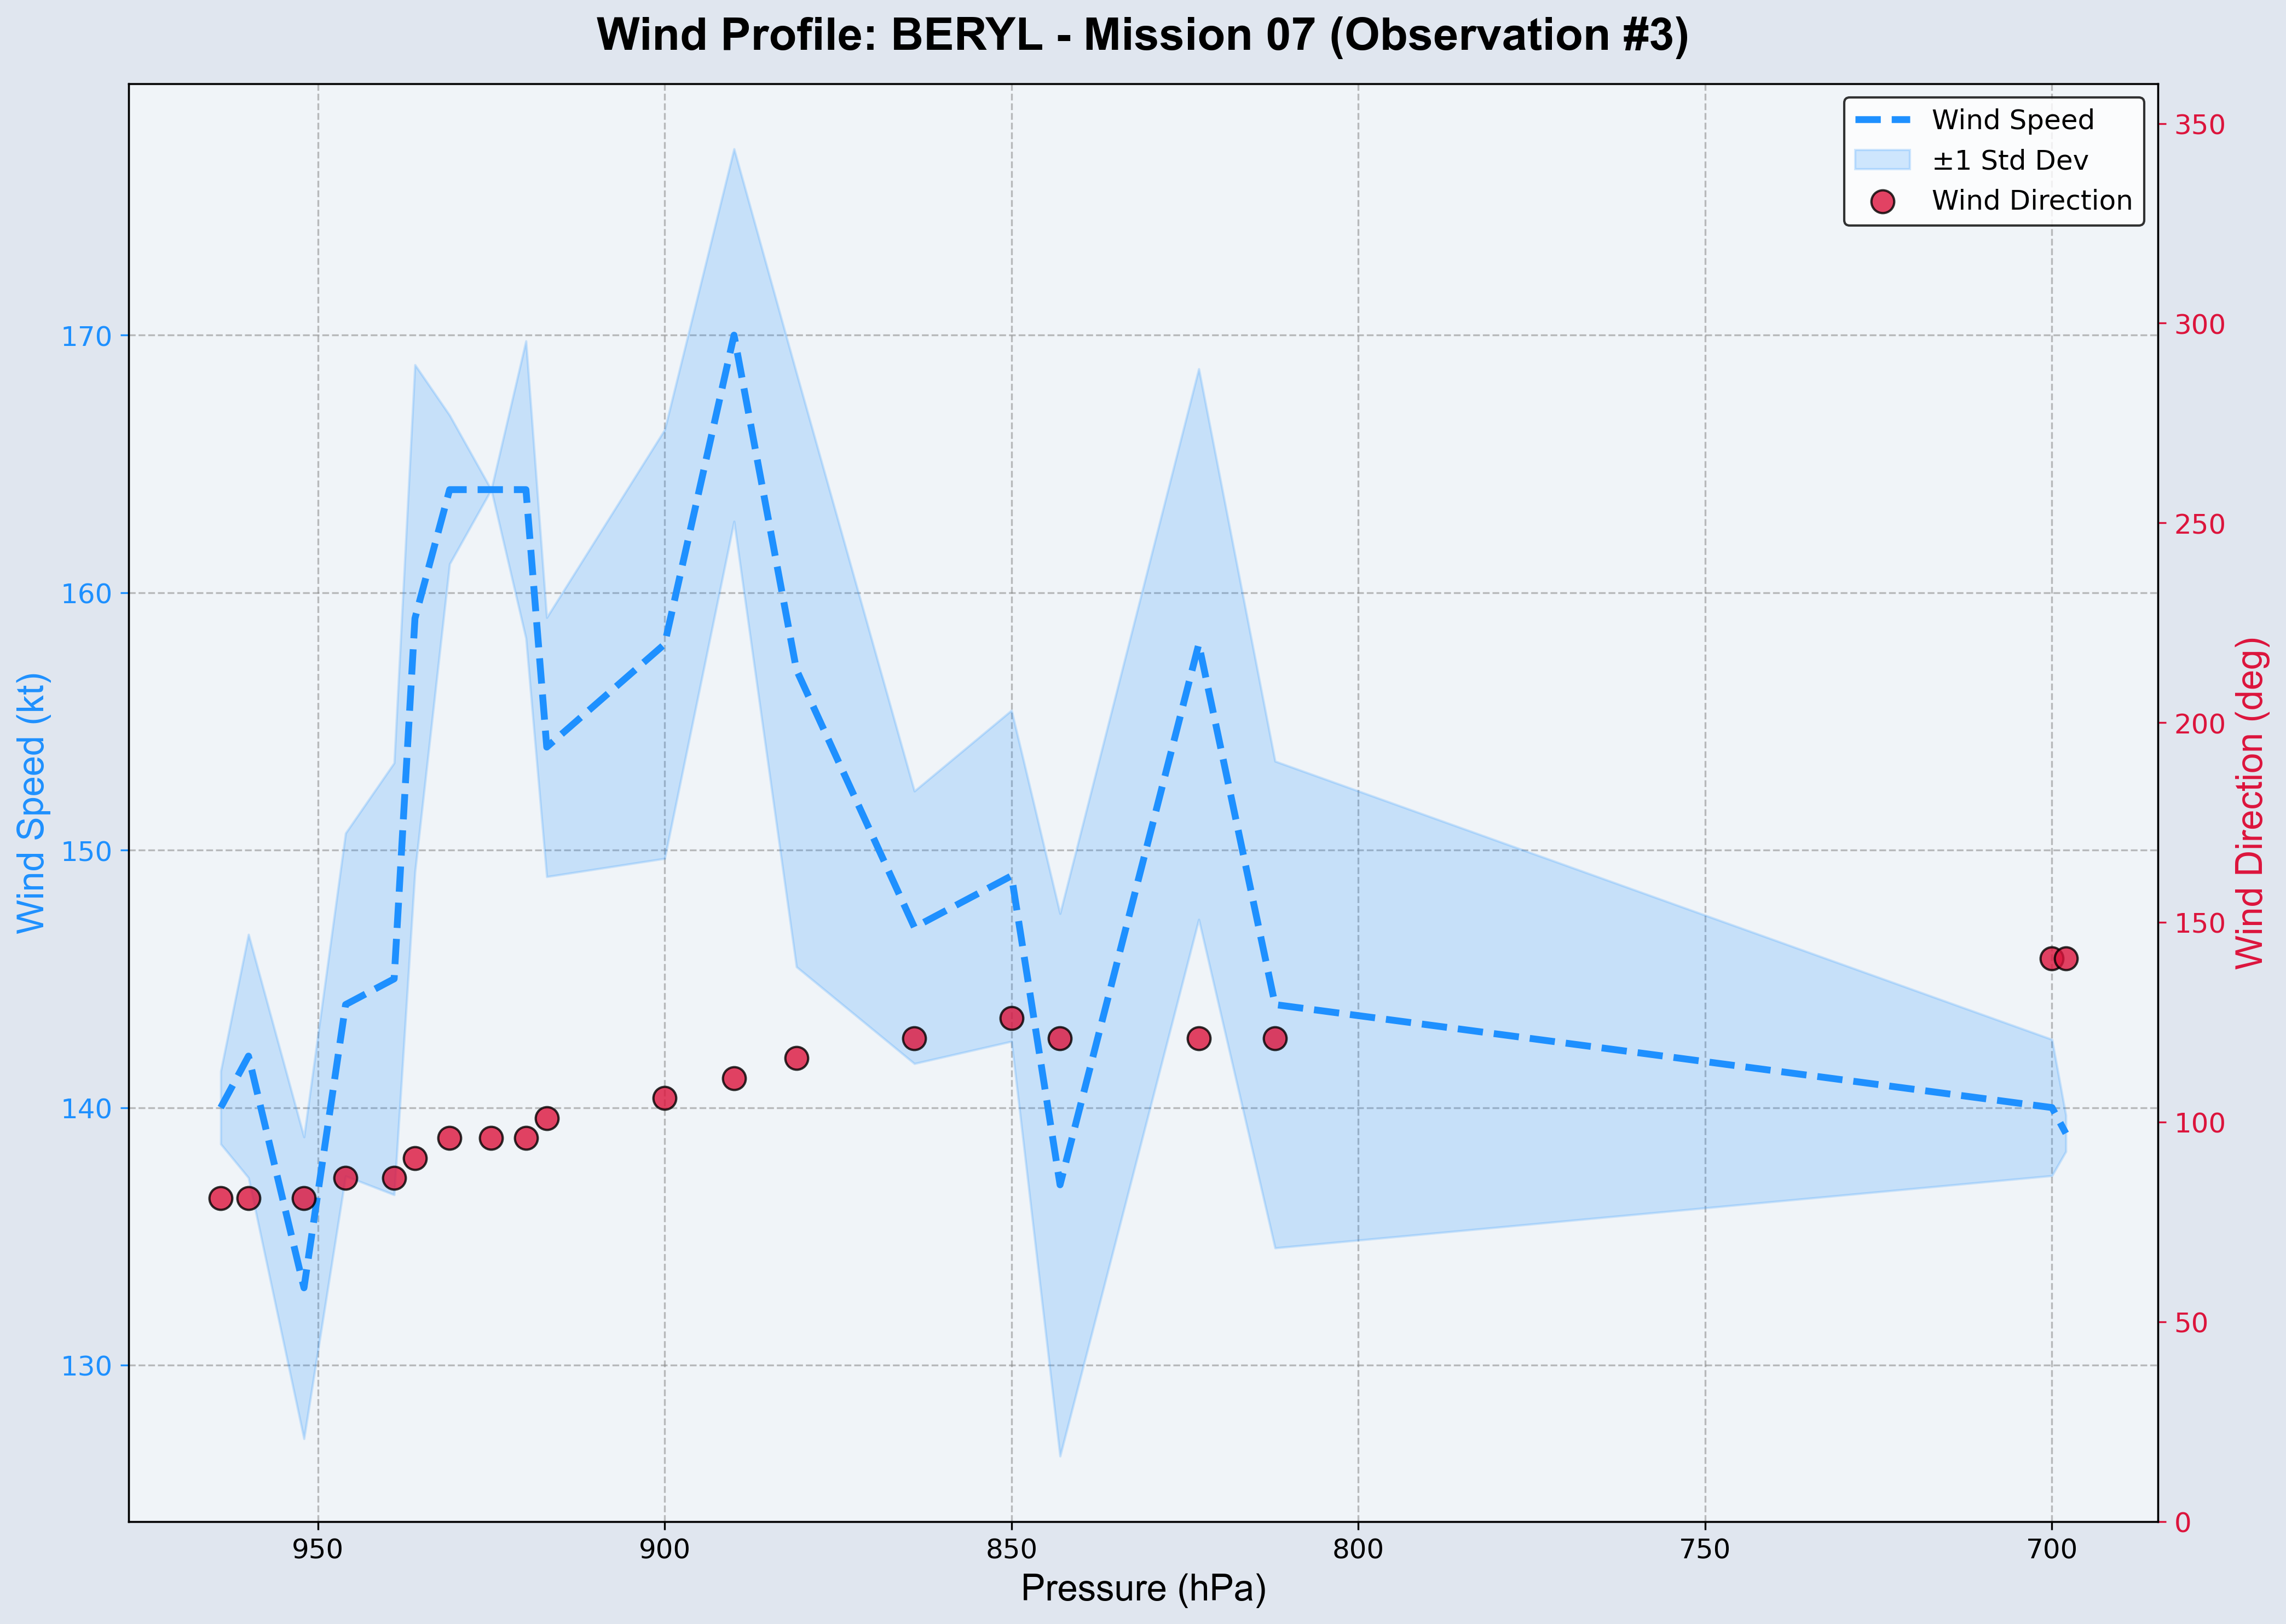 Wind Profile: BERYL - Mission 07 (Observation #3)
Wind Speed
±1 Std Dev
Wind Direction
Wind Speed (kt)
170
160
150
140
130
350
300
250
200
150
100
50
0
Wind Direction (deg)
950
900
850
800
750
700
Pressure (hPa)